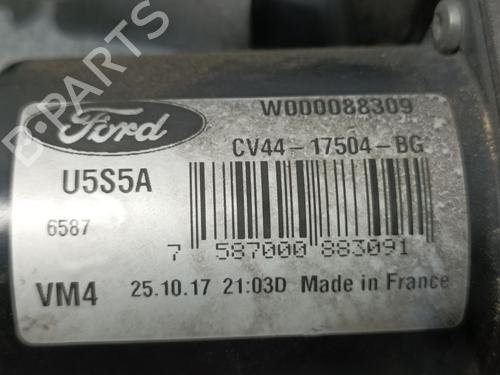 B-PARTS
Ford
W000088309
CV44-17504-BG
U5S5A
6587
7 587000 883091
VM4
25.10.17 21:03D Made in France